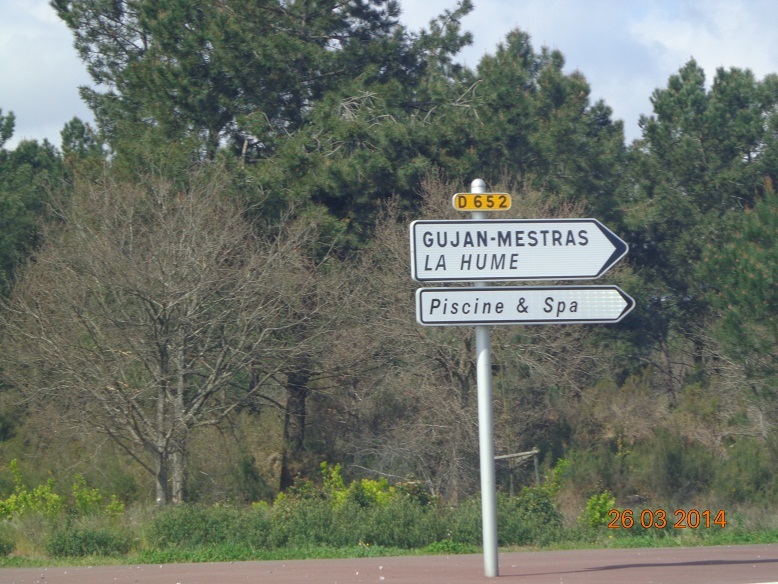 D 652
GUJAN-MESTRAS
LA HUME
Piscine & Spa
26 03 2014